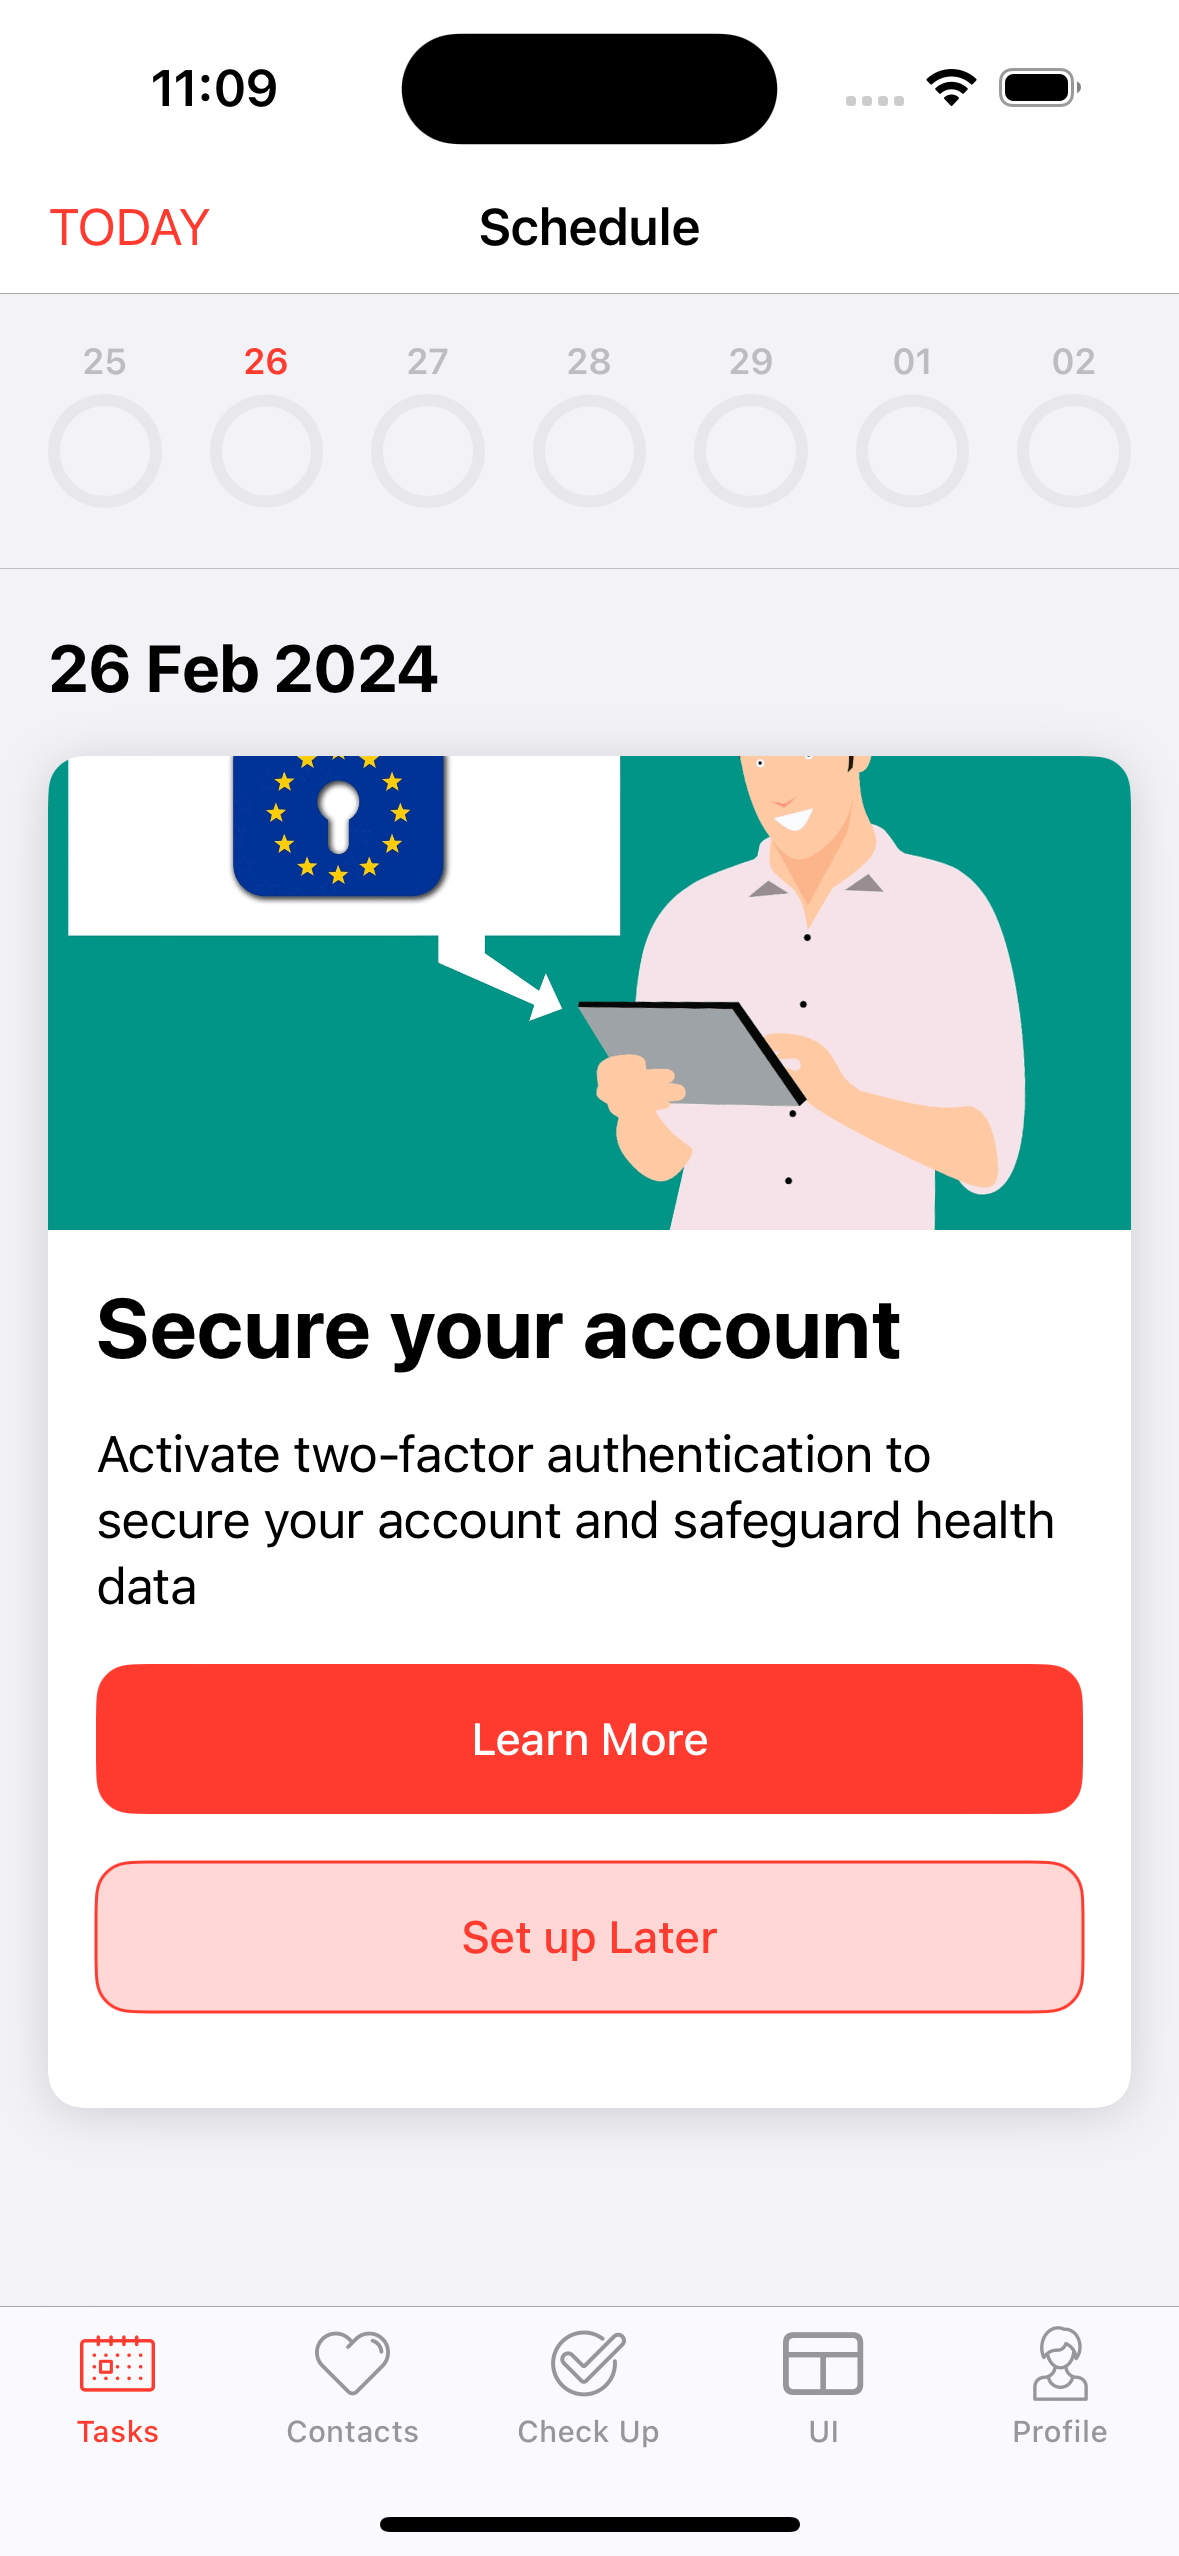 11:09
TODAY Schedule
25 26 27 28 29 01 02
26 Feb 2024
Secure your account
Activate two-factor authentication to
secure your account and safeguard health
data
Learn More
Set up Later
Tasks Contacts Check Up UI Profile